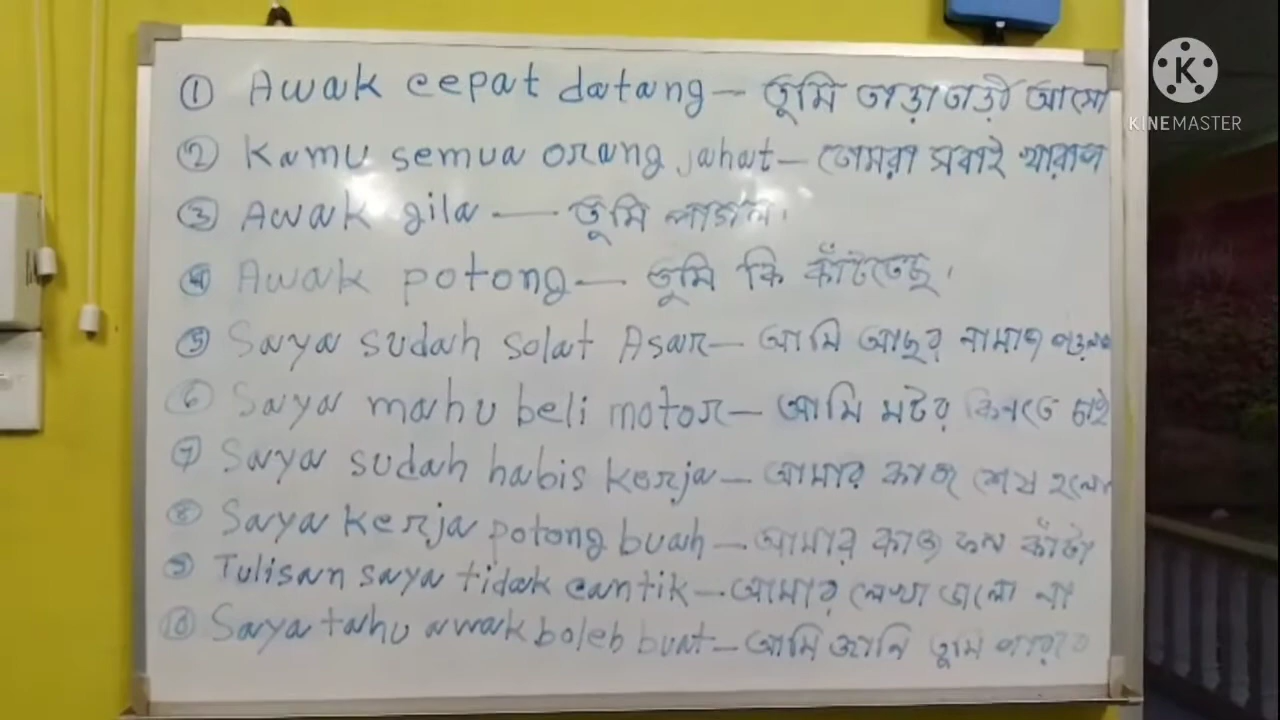 ① Awak cepat datang – তুমি তাড়াতাড়ী আসো
② Kamu semua orang jahat – তোমরা সবাই খারাপ
③ Awak gila — তুমি পাগল।
④ Awak potong — তুমি কি কাঁটতেছ।
⑤ Saya sudah solat Asar – আমি আছর নামাজ
⑥ Saya mahu beli motor – আমি মটর কিনতে চাই
⑦ Saya sudah habis kerja – আমার কাজ শেষ হলো
⑧ Saya kerja potong buah – আমার কাজ ফল কাঁটা
⑨ Tulisan saya tidak cantik – আমার লেখা ভালো না
⑩ Saya tahu awak boleh buat – আমি জানি তুমি পারবে
K
KINEMASTER